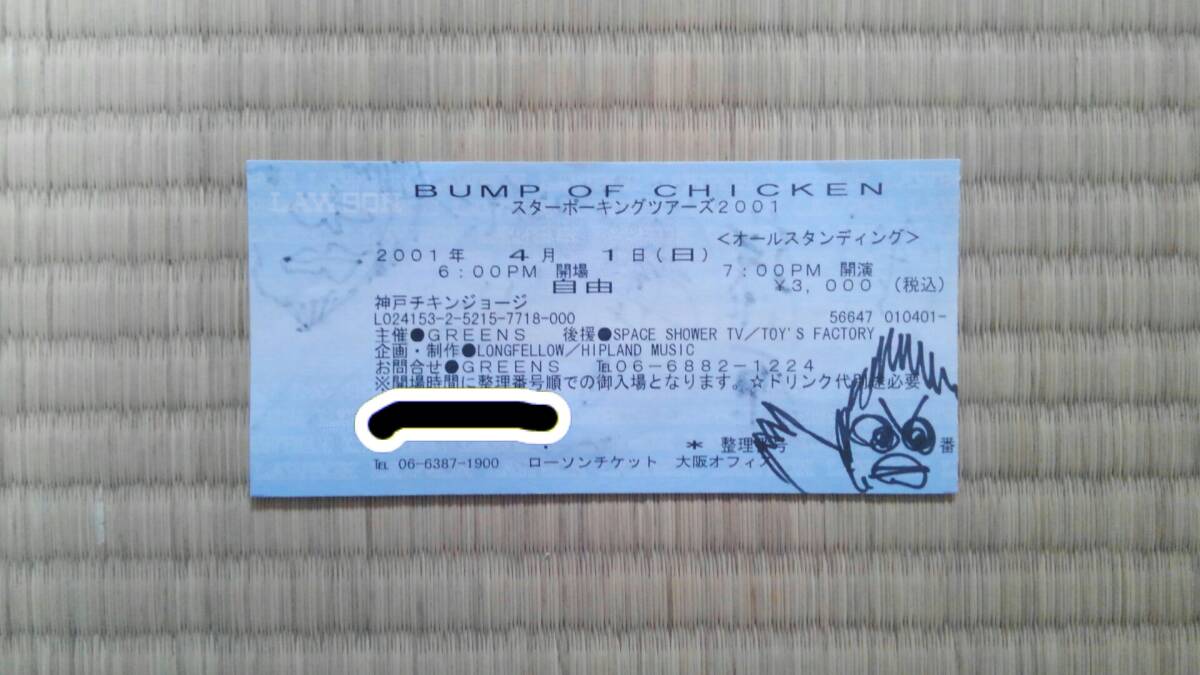 LAWSON
BUMP OF CHICKEN
スターポーキングツアーズ2001
＜オールスタンディング＞
2001年 4月 1日(日)
6:00PM 開場 7:00PM 開演
自由 ¥3,000 (税込)
神戸チキンジョージ
L024153-2-5215-7718-000 56647 010401-
主催●GREENS 後援●SPACE SHOWER TV／TOY'S FACTORY
企画・制作●LONGFELLOW／HIPLAND MUSIC
お問合せ●GREENS ℡06-6882-1224
※開場時間に整理番号順での御入場となります。☆ドリンク代別途必要
＊ 整理番号 番
℡ 06-6387-1900 ローソンチケット 大阪オフィス